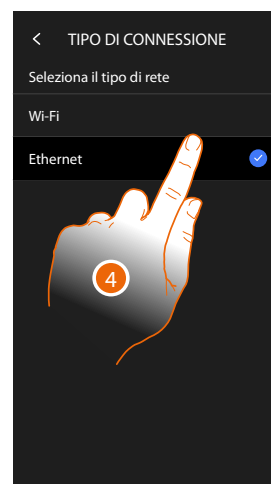 TIPO DI CONNESSIONE
Seleziona il tipo di rete
Wi-Fi
Ethernet
4